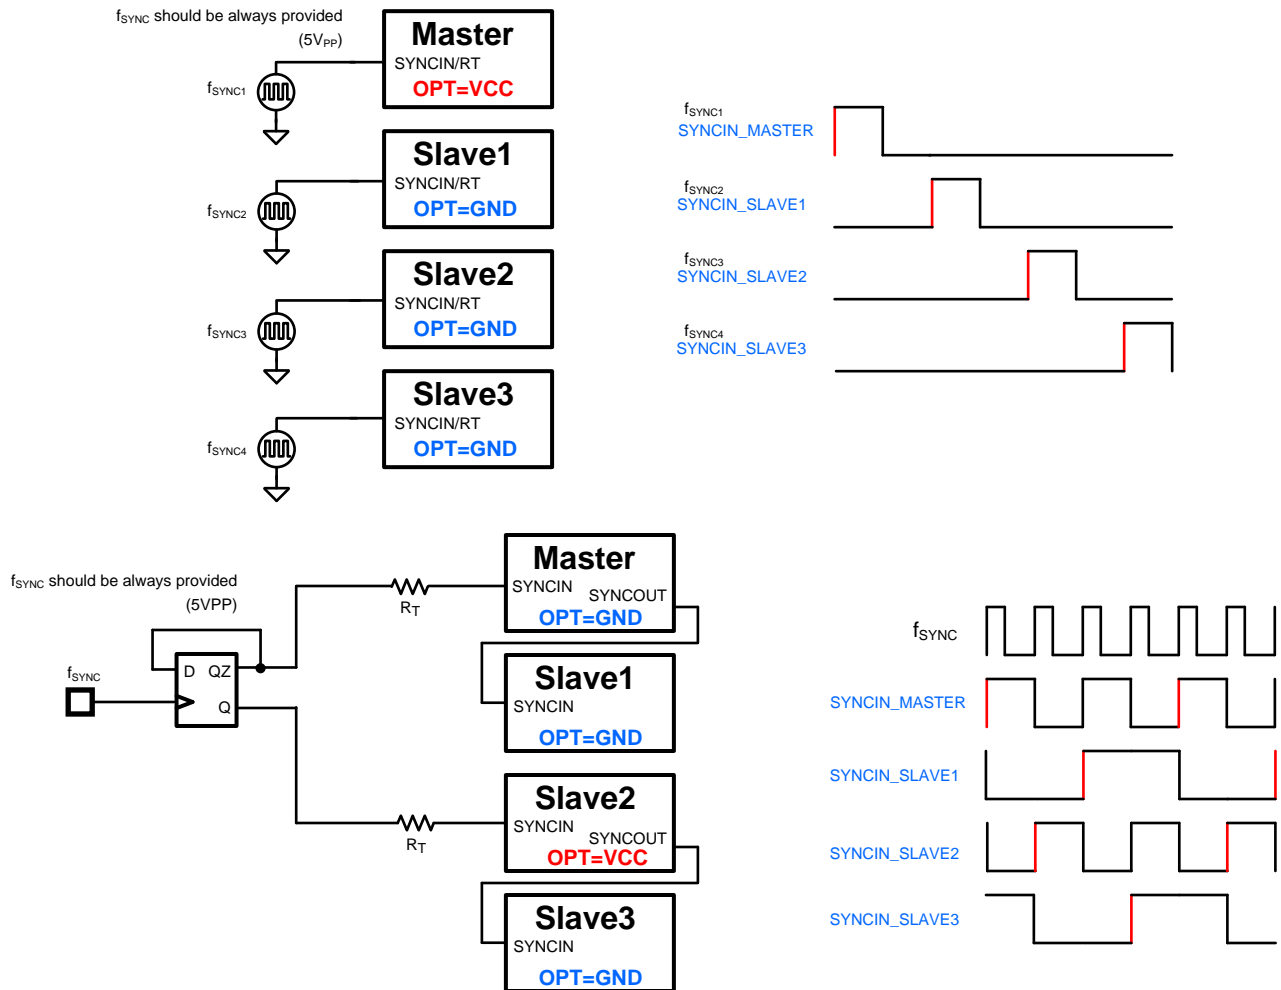 fSYNC should be always provided
(5VPP)
fSYNC1
Master
SYNCIN/RT
OPT=VCC
fSYNC2
Slave1
SYNCIN/RT
OPT=GND
fSYNC3
Slave2
SYNCIN/RT
OPT=GND
fSYNC4
Slave3
SYNCIN/RT
OPT=GND
fSYNC1
SYNCIN_MASTER
fSYNC2
SYNCIN_SLAVE1
fSYNC3
SYNCIN_SLAVE2
fSYNC4
SYNCIN_SLAVE3
fSYNC should be always provided
(5VPP)
fSYNC
D QZ
Q
RT
Master
SYNCIN
SYNCOUT
OPT=GND
Slave1
SYNCIN
OPT=GND
RT
Slave2
SYNCIN
SYNCOUT
OPT=VCC
Slave3
SYNCIN
OPT=GND
fSYNC
SYNCIN_MASTER
SYNCIN_SLAVE1
SYNCIN_SLAVE2
SYNCIN_SLAVE3